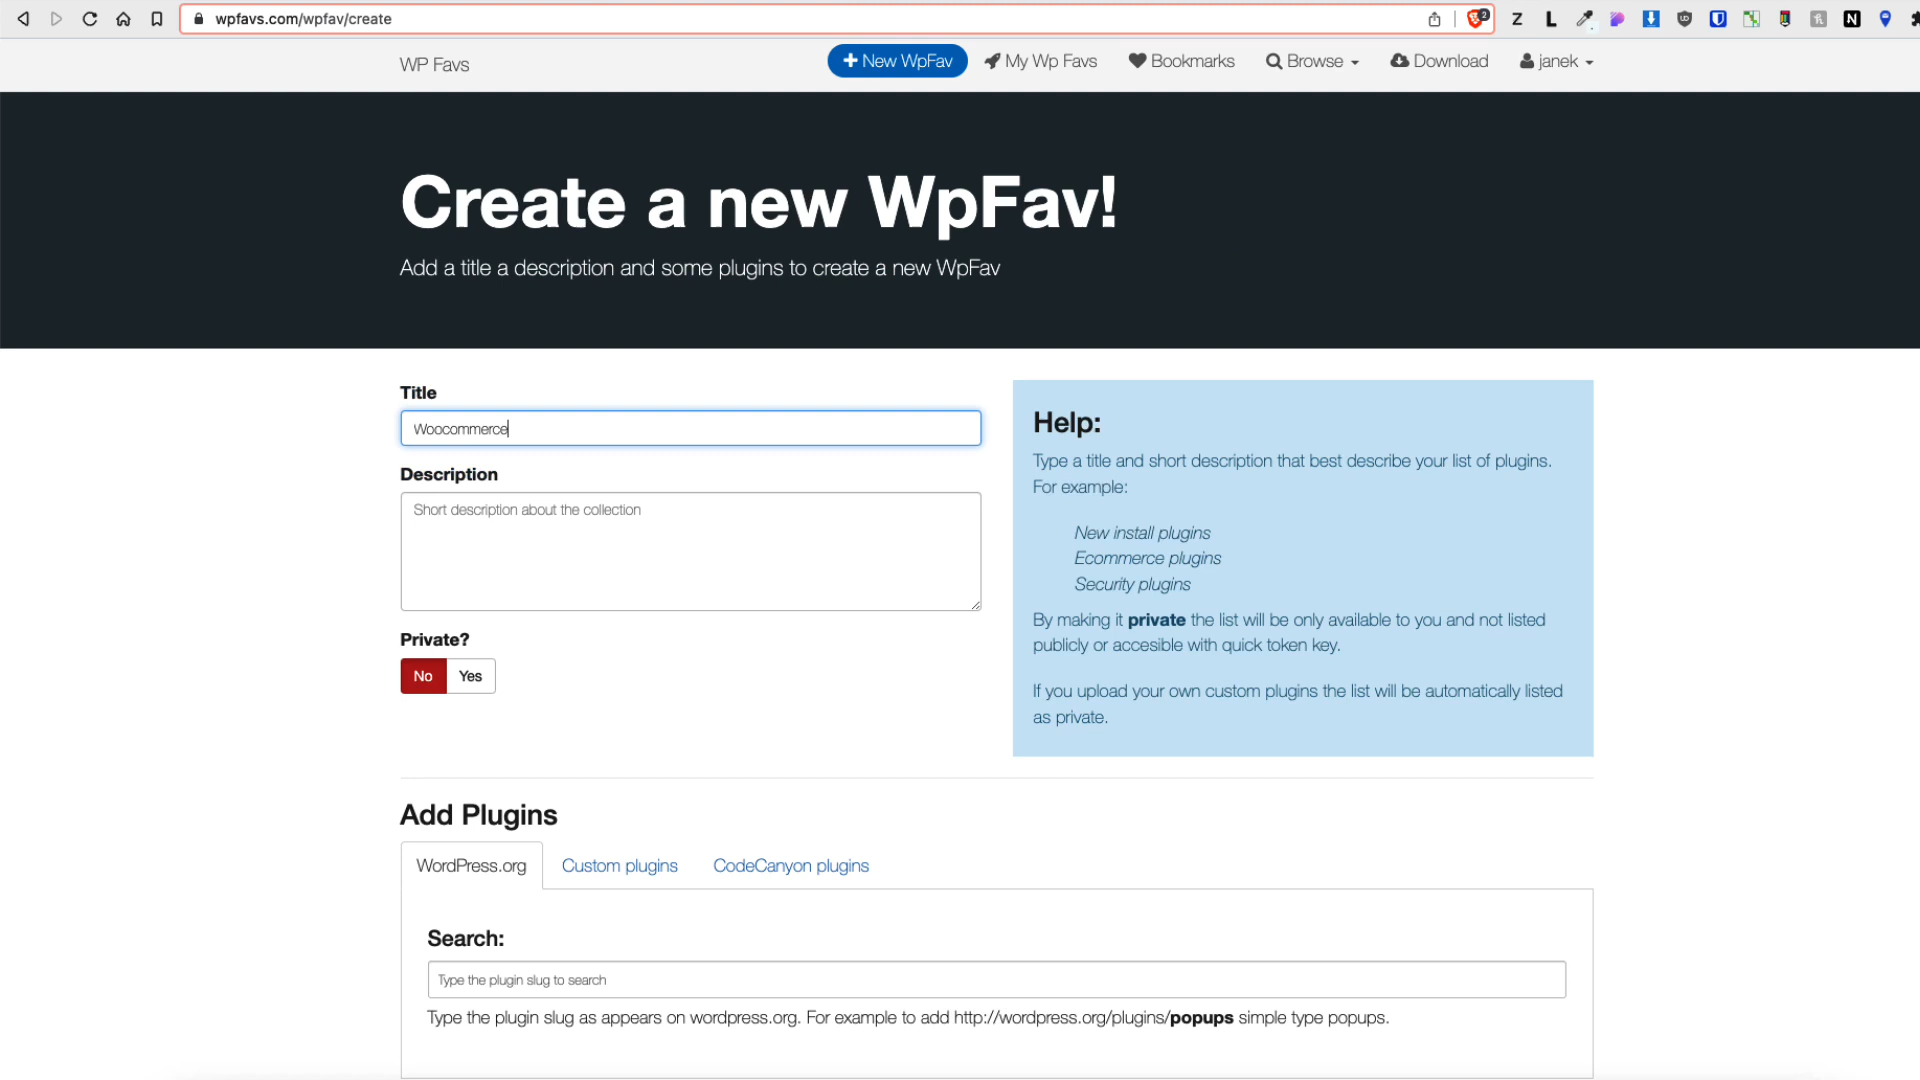 wpfavs.com/wpfav/create
2
Z
L
UD
N
WP Favs
New WpFav
My Wp Favs
Bookmarks
Browse
Download
janek
Create a new WpFav!
Add a title a description and some plugins to create a new WpFav
Title
Woocommerce
Description
Short description about the collection
Private?
No
Yes
Help:
Type a title and short description that best describe your list of plugins.
For example:
New install plugins
Ecommerce plugins
Security plugins
By making it private the list will be only available to you and not listed
publicly or accesible with quick token key.
If you upload your own custom plugins the list will be automatically listed
as private.
Add Plugins
WordPress.org
Custom plugins
CodeCanyon plugins
Search:
Type the plugin slug to search
Type the plugin slug as appears on wordpress.org. For example to add http://wordpress.org/plugins/popups simple type popups.